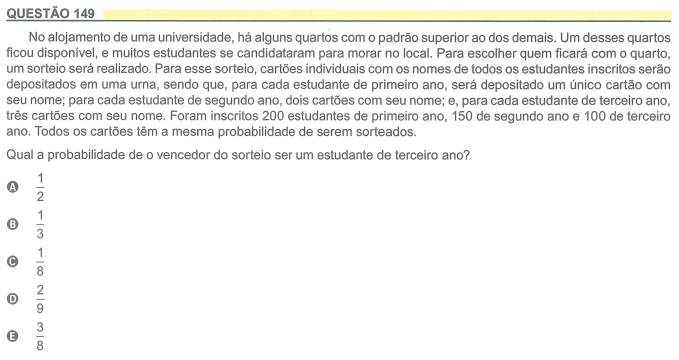 QUESTÃO 149
No alojamento de uma universidade, há alguns quartos com o padrão superior ao dos demais. Um desses quartos
ficou disponível, e muitos estudantes se candidataram para morar no local. Para escolher quem ficará com o quarto,
um sorteio será realizado. Para esse sorteio, cartões individuais com os nomes de todos os estudantes inscritos serão
depositados em uma urna, sendo que, para cada estudante de primeiro ano, será depositado um único cartão com
seu nome; para cada estudante de segundo ano, dois cartões com seu nome; e, para cada estudante de terceiro ano,
três cartões com seu nome. Foram inscritos 200 estudantes de primeiro ano, 150 de segundo ano e 100 de terceiro
ano. Todos os cartões têm a mesma probabilidade de serem sorteados.
Qual a probabilidade de o vencedor do sorteio ser um estudante de terceiro ano?
A 1/2
B 1/3
C 1/8
D 2/9
E 3/8